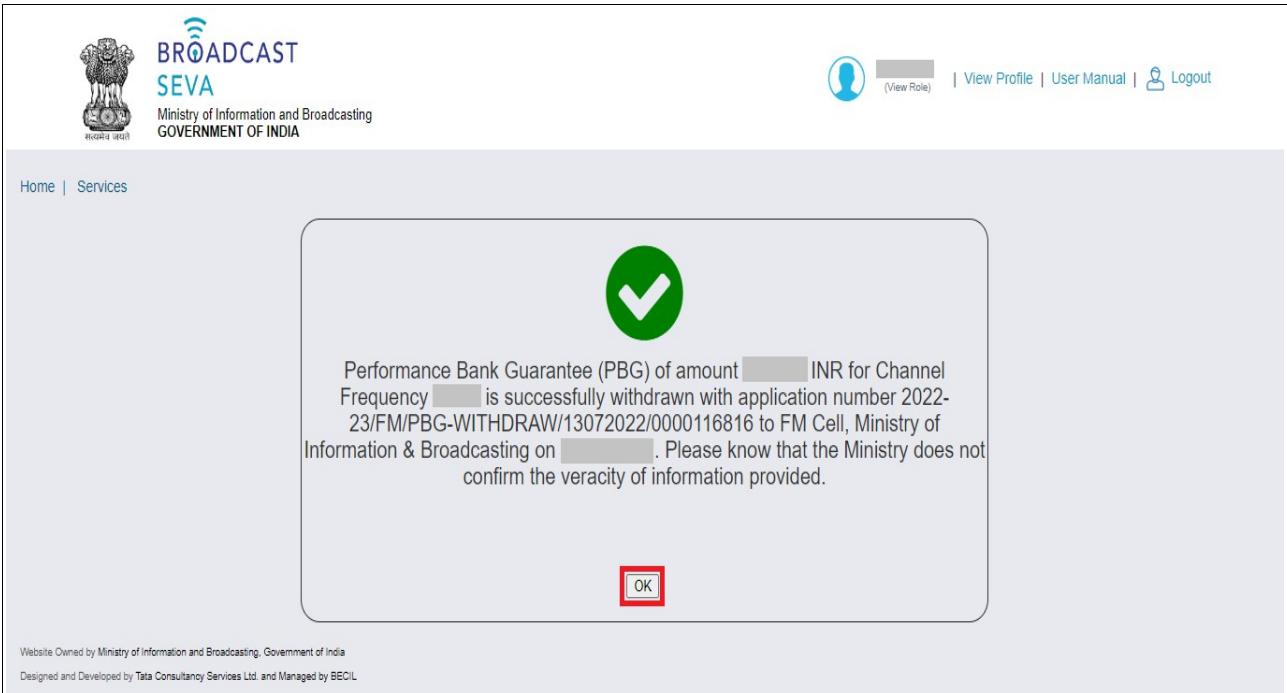 BROADCAST
SEVA
Ministry of Information and Broadcasting
GOVERNMENT OF INDIA
सत्यमेव जयते
(View Role) | View Profile | User Manual | Logout
Home | Services
Performance Bank Guarantee (PBG) of amount INR for Channel
Frequency is successfully withdrawn with application number 2022-
23/FM/PBG-WITHDRAW/13072022/0000116816 to FM Cell, Ministry of
Information & Broadcasting on . Please know that the Ministry does not
confirm the veracity of information provided.
OK
Website Owned by Ministry of Information and Broadcasting, Government of India
Designed and Developed by Tata Consultancy Services Ltd. and Managed by BECIL